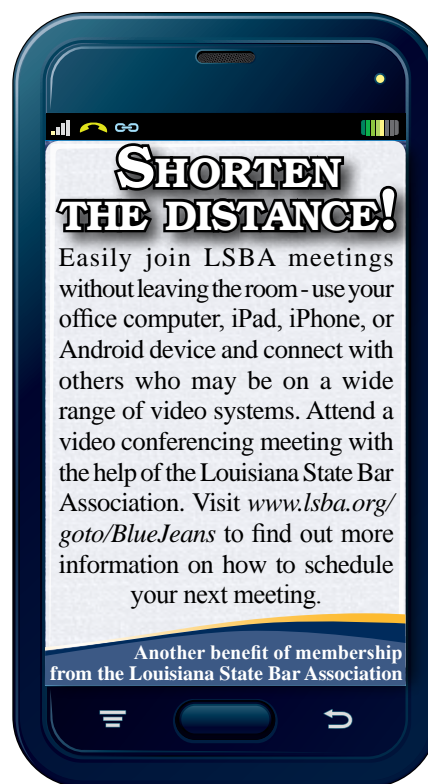 SHORTEN
THE DISTANCE!
Easily join LSBA meetings
without leaving the room - use your
office computer, iPad, iPhone, or
Android device and connect with
others who may be on a wide
range of video systems. Attend a
video conferencing meeting with
the help of the Louisiana State Bar
Association. Visit www.lsba.org/
goto/BlueJeans to find out more
information on how to schedule
your next meeting.
Another benefit of membership
from the Louisiana State Bar Association